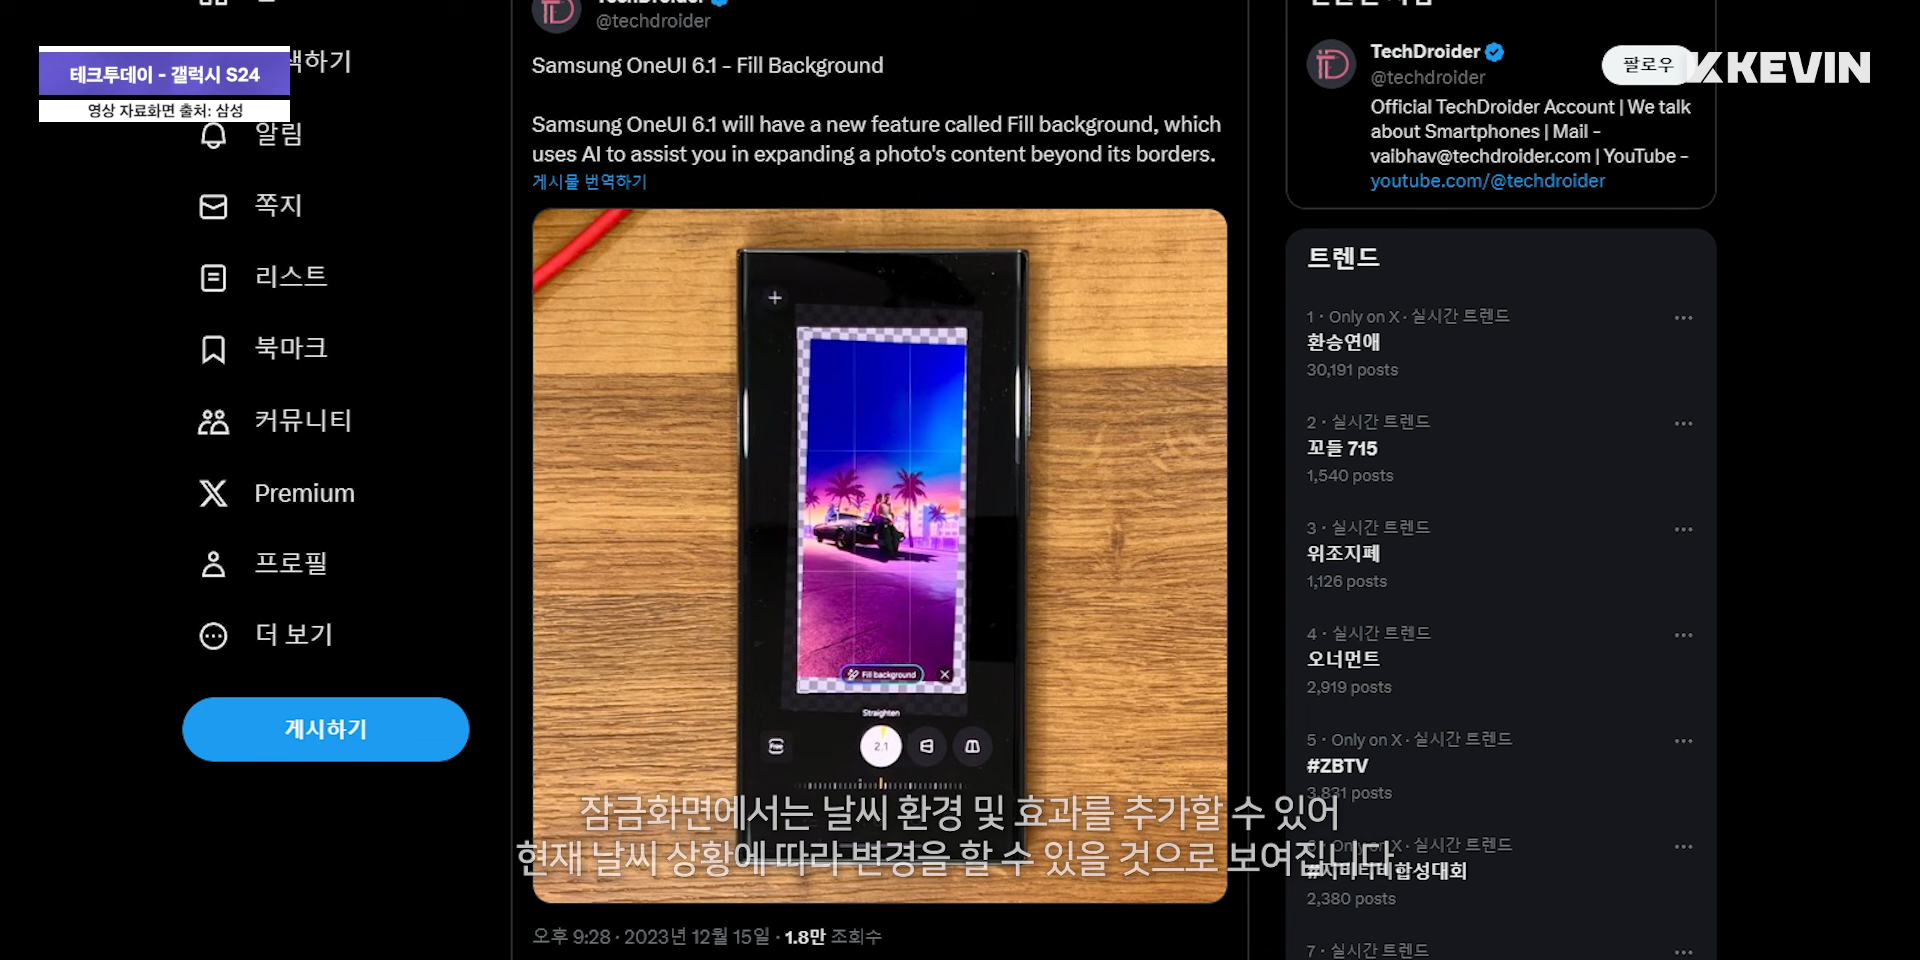 테크투데이 - 갤럭시 S24
영상 자료화면 출처: 삼성
색하기
알림
쪽지
리스트
북마크
커뮤니티
Premium
프로필
더 보기
게시하기
TechDroider
@techdroider
Samsung OneUI 6.1 - Fill Background
Samsung OneUI 6.1 will have a new feature called Fill background, which
uses AI to assist you in expanding a photo's content beyond its borders.
게시물 번역하기
Fill background
Straighten
Free
2.1
잠금화면에서는 날씨 환경 및 효과를 추가할 수 있어
현재 날씨 상황에 따라 변경을 할 수 있을 것으로 보여집니다
오후 9:28 · 2023년 12월 15일 · 1.8만 조회수
TechDroider
@techdroider
팔로우
KEVIN
Official TechDroider Account | We talk
about Smartphones | Mail -
vaibhav@techdroider.com | YouTube -
youtube.com/@techdroider
트렌드
1 · Only on X · 실시간 트렌드
환승연애
30,191 posts
2 · 실시간 트렌드
꼬들 715
1,540 posts
3 · 실시간 트렌드
위조지폐
1,126 posts
4 · 실시간 트렌드
오너먼트
2,919 posts
5 · Only on X · 실시간 트렌드
#ZBTV
3,831 posts
on X · 실시간 트렌드
합성대회
2,380 posts
7 · 실시간 트렌드